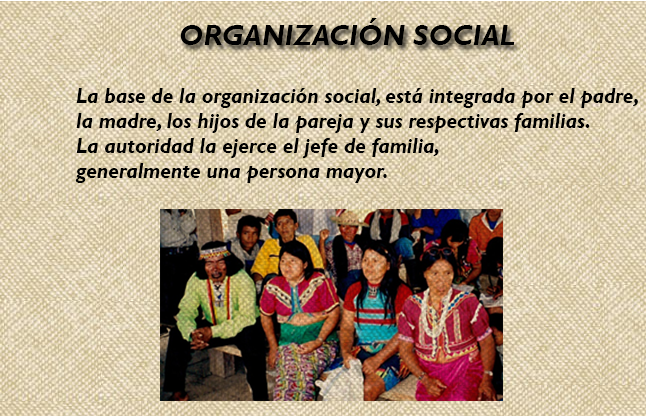 ORGANIZACIÓN SOCIAL
La base de la organización social, está integrada por el padre,
la madre, los hijos de la pareja y sus respectivas familias.
La autoridad la ejerce el jefe de familia,
generalmente una persona mayor.